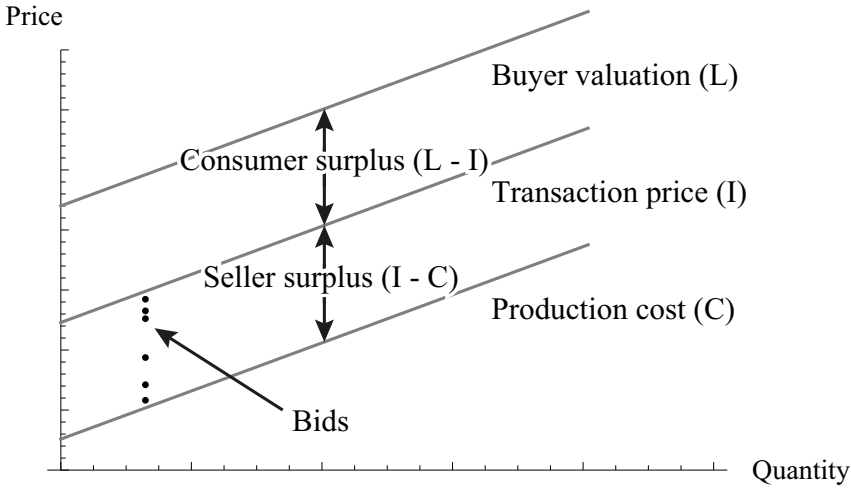 Price
Buyer valuation (L)
Consumer surplus (L - I)
Transaction price (I)
Seller surplus (I - C)
Production cost (C)
Bids
Quantity